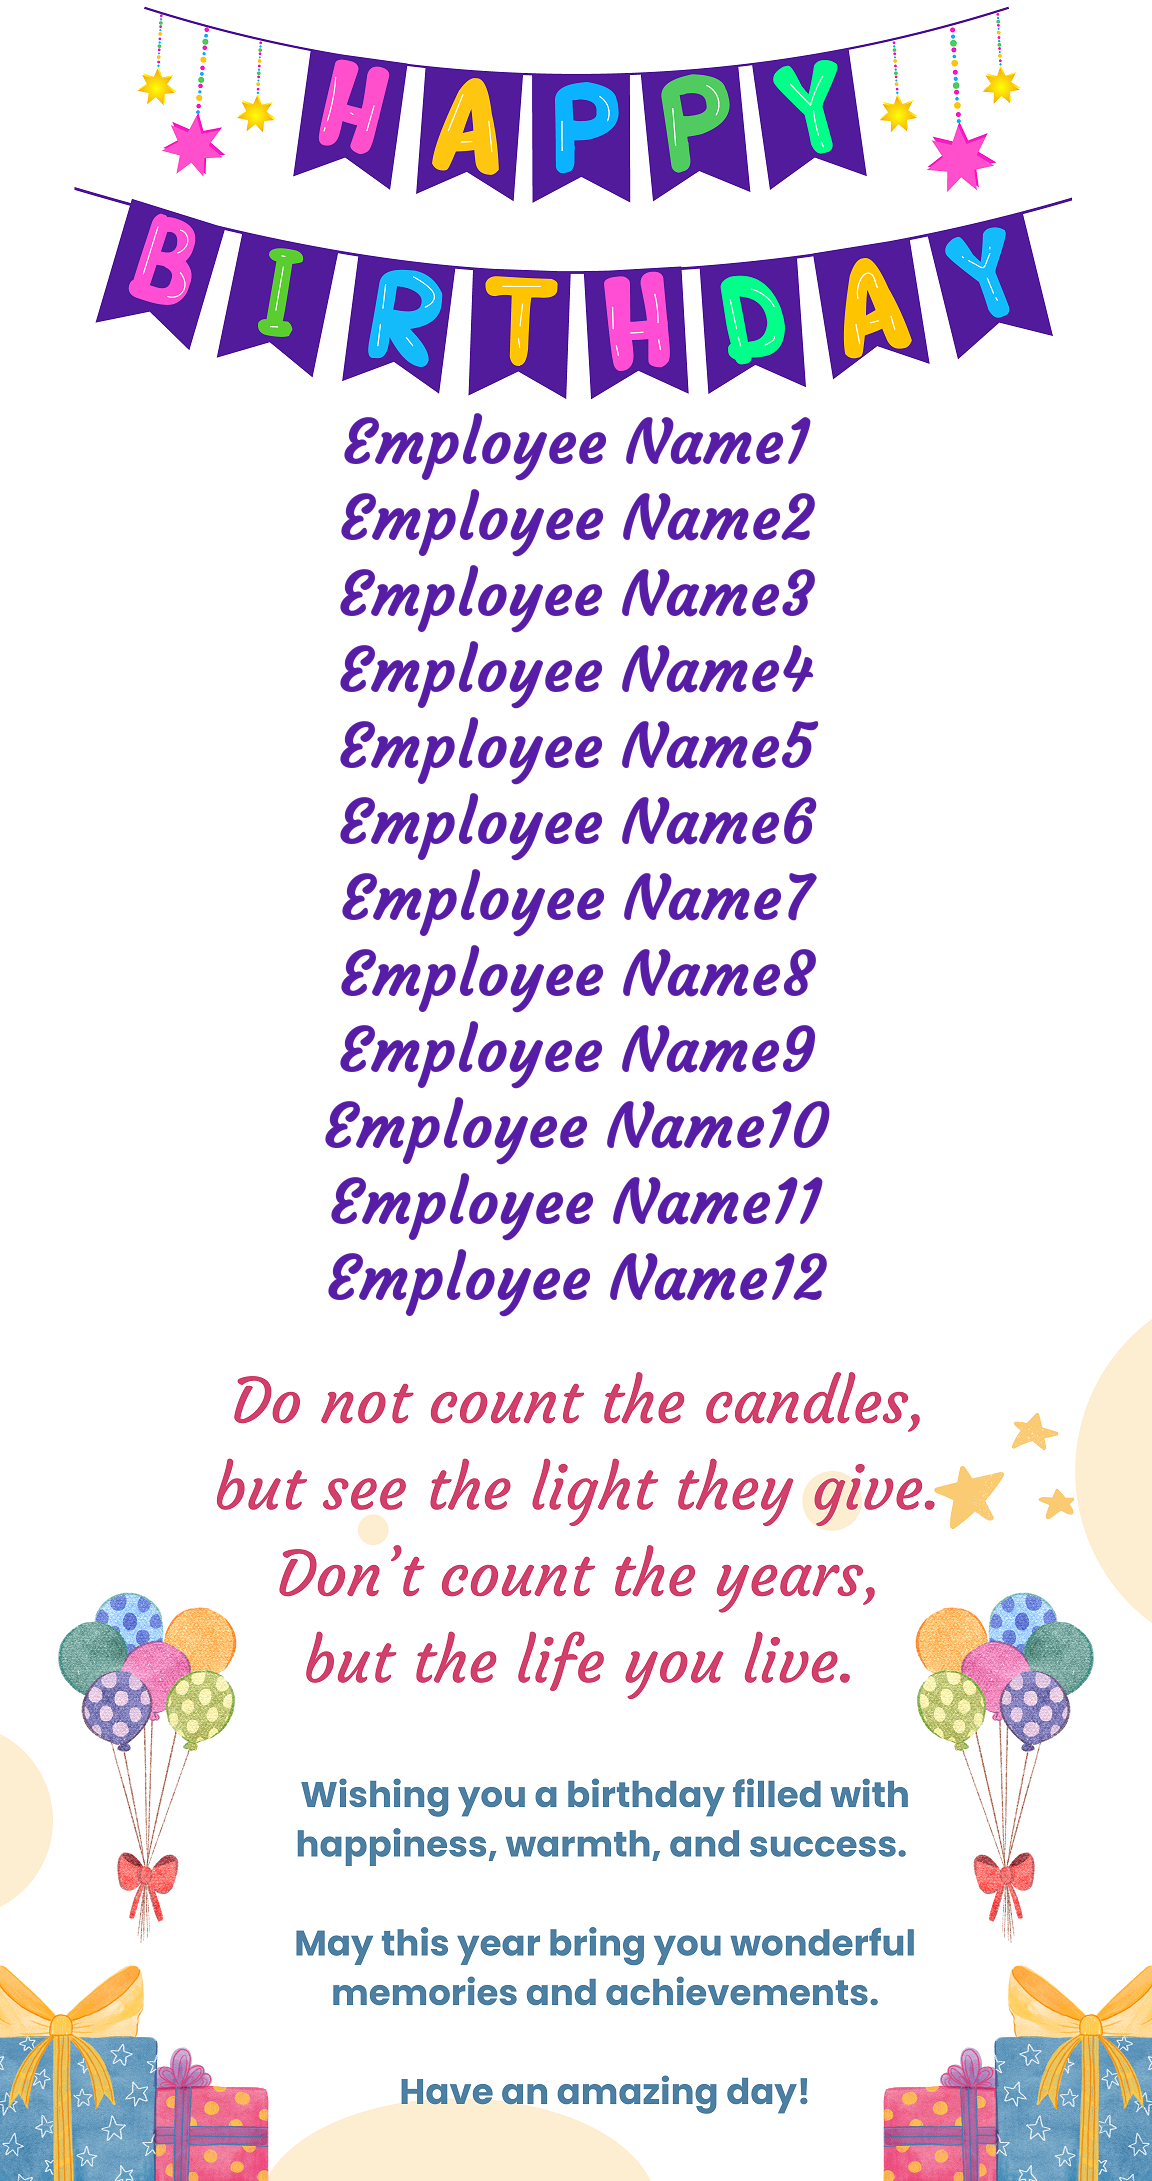 HAPPY
BIRTHDAY
Employee Name1
Employee Name2
Employee Name3
Employee Name4
Employee Name5
Employee Name6
Employee Name7
Employee Name8
Employee Name9
Employee Name10
Employee Name11
Employee Name12
Do not count the candles,
but see the light they give.
Don’t count the years,
but the life you live.
Wishing you a birthday filled with
happiness, warmth, and success.
May this year bring you wonderful
memories and achievements.
Have an amazing day!